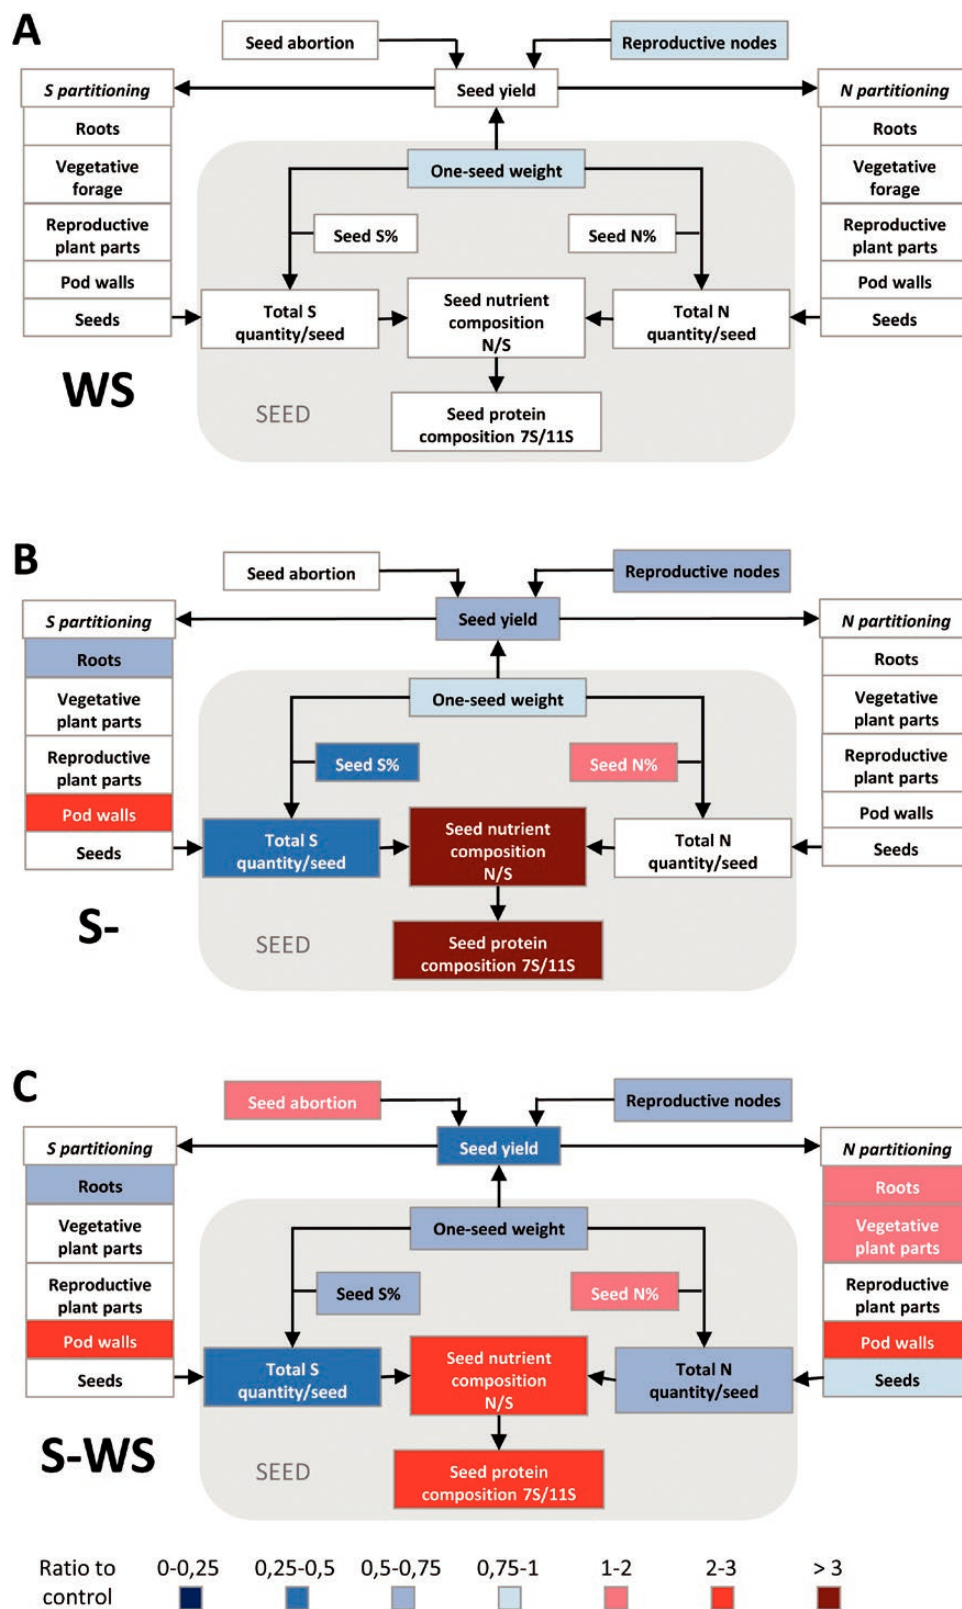 A
Seed abortion
Reproductive nodes
S partitioning
Seed yield
N partitioning
Roots
Roots
Vegetative
forage
One-seed weight
Vegetative
forage
Reproductive
plant parts
Seed S%
Seed N%
Reproductive
plant parts
Pod walls
Pod walls
Seeds
Total S
quantity/seed
Seed nutrient
composition
N/S
Total N
quantity/seed
Seeds
WS
SEED
Seed protein
composition 7S/11S
B
Seed abortion
Reproductive nodes
S partitioning
Seed yield
N partitioning
Roots
Roots
Vegetative
plant parts
One-seed weight
Vegetative
plant parts
Reproductive
plant parts
Seed S%
Seed N%
Reproductive
plant parts
Pod walls
Pod walls
Seeds
Total S
quantity/seed
Seed nutrient
composition
N/S
Total N
quantity/seed
Seeds
S-
SEED
Seed protein
composition 7S/11S
C
Seed abortion
Reproductive nodes
S partitioning
Seed yield
N partitioning
Roots
Roots
Vegetative
plant parts
One-seed weight
Vegetative
plant parts
Reproductive
plant parts
Seed S%
Seed N%
Reproductive
plant parts
Pod walls
Pod walls
Seeds
Total S
quantity/seed
Seed nutrient
composition
N/S
Total N
quantity/seed
Seeds
S-WS
SEED
Seed protein
composition 7S/11S
Ratio to
control
0-0,25
0,25-0,5
0,5-0,75
0,75-1
1-2
2-3
> 3